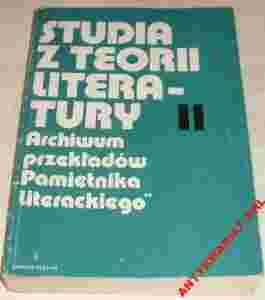 STUDIA
Z TEORII
LITERA-
TURY II
Archiwum
przekładów
„Pamiętnika
Literackiego"